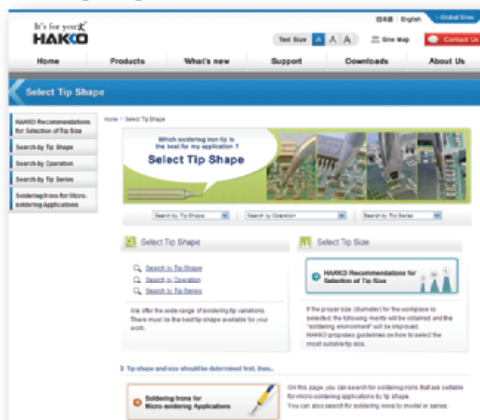 It's for your
HAKKO
日本語 | English
Global Sites
Text Size A A A
Site Map
Contact Us
Home
Products
What's new
Support
Downloads
About Us
Select Tip Shape
HAKKO Recommendations
for Selection of Tip Size
Search by Tip Shape
Search by Operation
Search by Tip Series
Soldering Irons for Micro-
soldering Applications
Home > Select Tip Shape
Which soldering iron tip is
the best for my application ?
Select Tip Shape
Search by Tip Shape
Search by Operation
Search by Tip Series
Select Tip Shape
Search by Tip Shape
Search by Operation
Search by Tip Series
We offer the wide range of soldering tip variations.
There must be the best tip shape available for your
work.
Select Tip Size
HAKKO Recommendations for
Selection of Tip Size
If the proper size (diameter) for the workpiece is
selected, the following merits will be obtained and the
"soldering environment" will be improved.
HAKKO proposes guidelines on how to select the
most suitable tip size.
Tip shape and size should be determined first, then...
Soldering Irons for
Micro-soldering Applications
On this page, you can search for soldering irons that are suitable
for micro-soldering applications by tip shape.
You can also search for soldering irons by model or series.